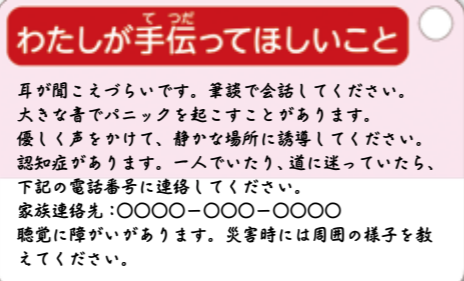 わたしが手伝ってほしいこと
耳が聞こえづらいです。筆談で会話してください。
大きな音でパニックを起こすことがあります。
優しく声をかけて、静かな場所に誘導してください。
認知症があります。一人でいたり、道に迷っていたら、
下記の電話番号に連絡してください。
家族連絡先：〇〇〇〇－〇〇〇－〇〇〇〇
聴覚に障がいがあります。災害時には周囲の様子を教
えてください。